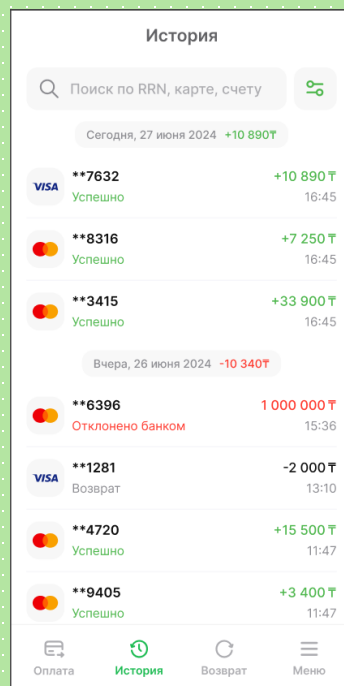 История
Поиск по RRN, карте, счету
Сегодня, 27 июня 2024 +10 890₸
VISA **7632 +10 890 ₸
Успешно 16:45
**8316 +7 250 ₸
Успешно 16:45
**3415 +33 900 ₸
Успешно 16:45
Вчера, 26 июня 2024 -10 340₸
**6396 1 000 000 ₸
Отклонено банком 15:36
VISA **1281 -2 000 ₸
Возврат 13:10
**4720 +15 500 ₸
Успешно 11:47
**9405 +3 400 ₸
Успешно 11:47
Оплата История Возврат Меню